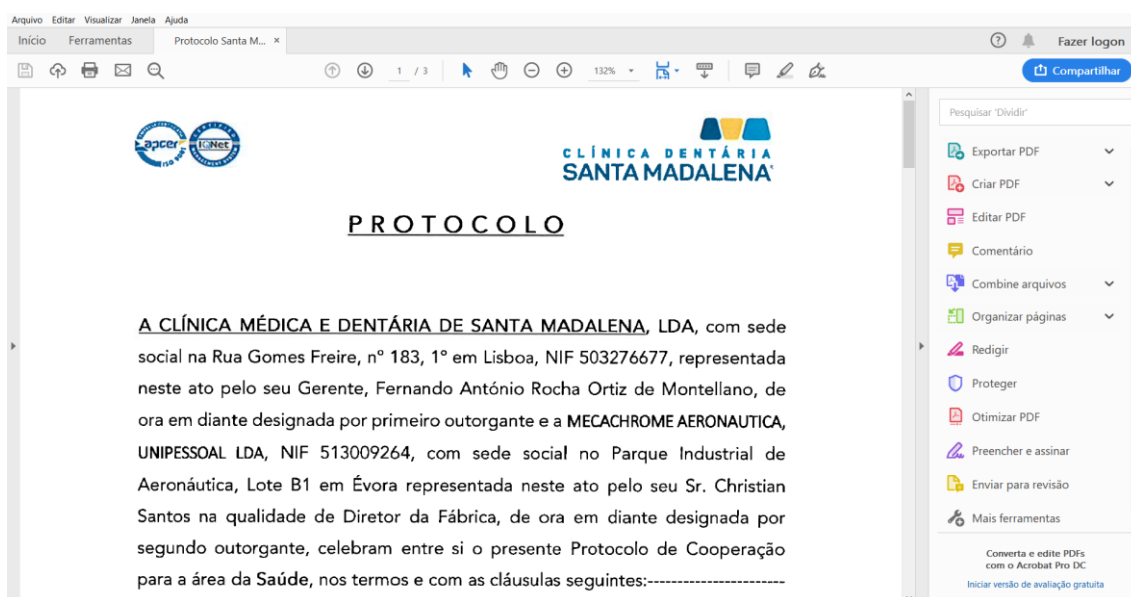 Arquivo Editar Visualizar Janela Ajuda
Início Ferramentas Protocolo Santa M... × Fazer logon
1 / 3 132% Compartilhar
apcer IQNet
ISO 9001
CLÍNICA DENTÁRIA
SANTA MADALENA
PROTOCOLO
A CLÍNICA MÉDICA E DENTÁRIA DE SANTA MADALENA, LDA, com sede
social na Rua Gomes Freire, nº 183, 1º em Lisboa, NIF 503276677, representada
neste ato pelo seu Gerente, Fernando António Rocha Ortiz de Montellano, de
ora em diante designada por primeiro outorgante e a MECACHROME AERONAUTICA,
UNIPESSOAL LDA, NIF 513009264, com sede social no Parque Industrial de
Aeronáutica, Lote B1 em Évora representada neste ato pelo seu Sr. Christian
Santos na qualidade de Diretor da Fábrica, de ora em diante designada por
segundo outorgante, celebram entre si o presente Protocolo de Cooperação
para a área da Saúde, nos termos e com as cláusulas seguintes:-----------------------
Pesquisar 'Dividir'
Exportar PDF
Criar PDF
Editar PDF
Comentário
Combine arquivos
Organizar páginas
Redigir
Proteger
Otimizar PDF
Preencher e assinar
Enviar para revisão
Mais ferramentas
Converta e edite PDFs
com o Acrobat Pro DC
Iniciar versão de avaliação gratuita